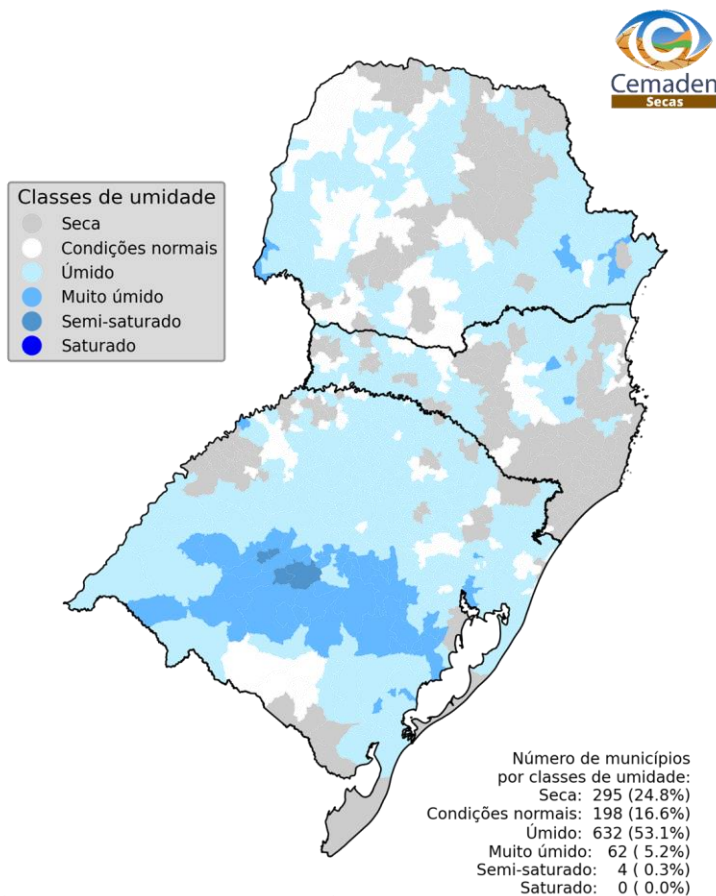 Cemaden
Secas
Classes de umidade
Seca
Condições normais
Úmido
Muito úmido
Semi-saturado
Saturado
Número de municípios
por classes de umidade:
Seca: 295 (24.8%)
Condições normais: 198 (16.6%)
Úmido: 632 (53.1%)
Muito úmido: 62 ( 5.2%)
Semi-saturado: 4 ( 0.3%)
Saturado: 0 ( 0.0%)